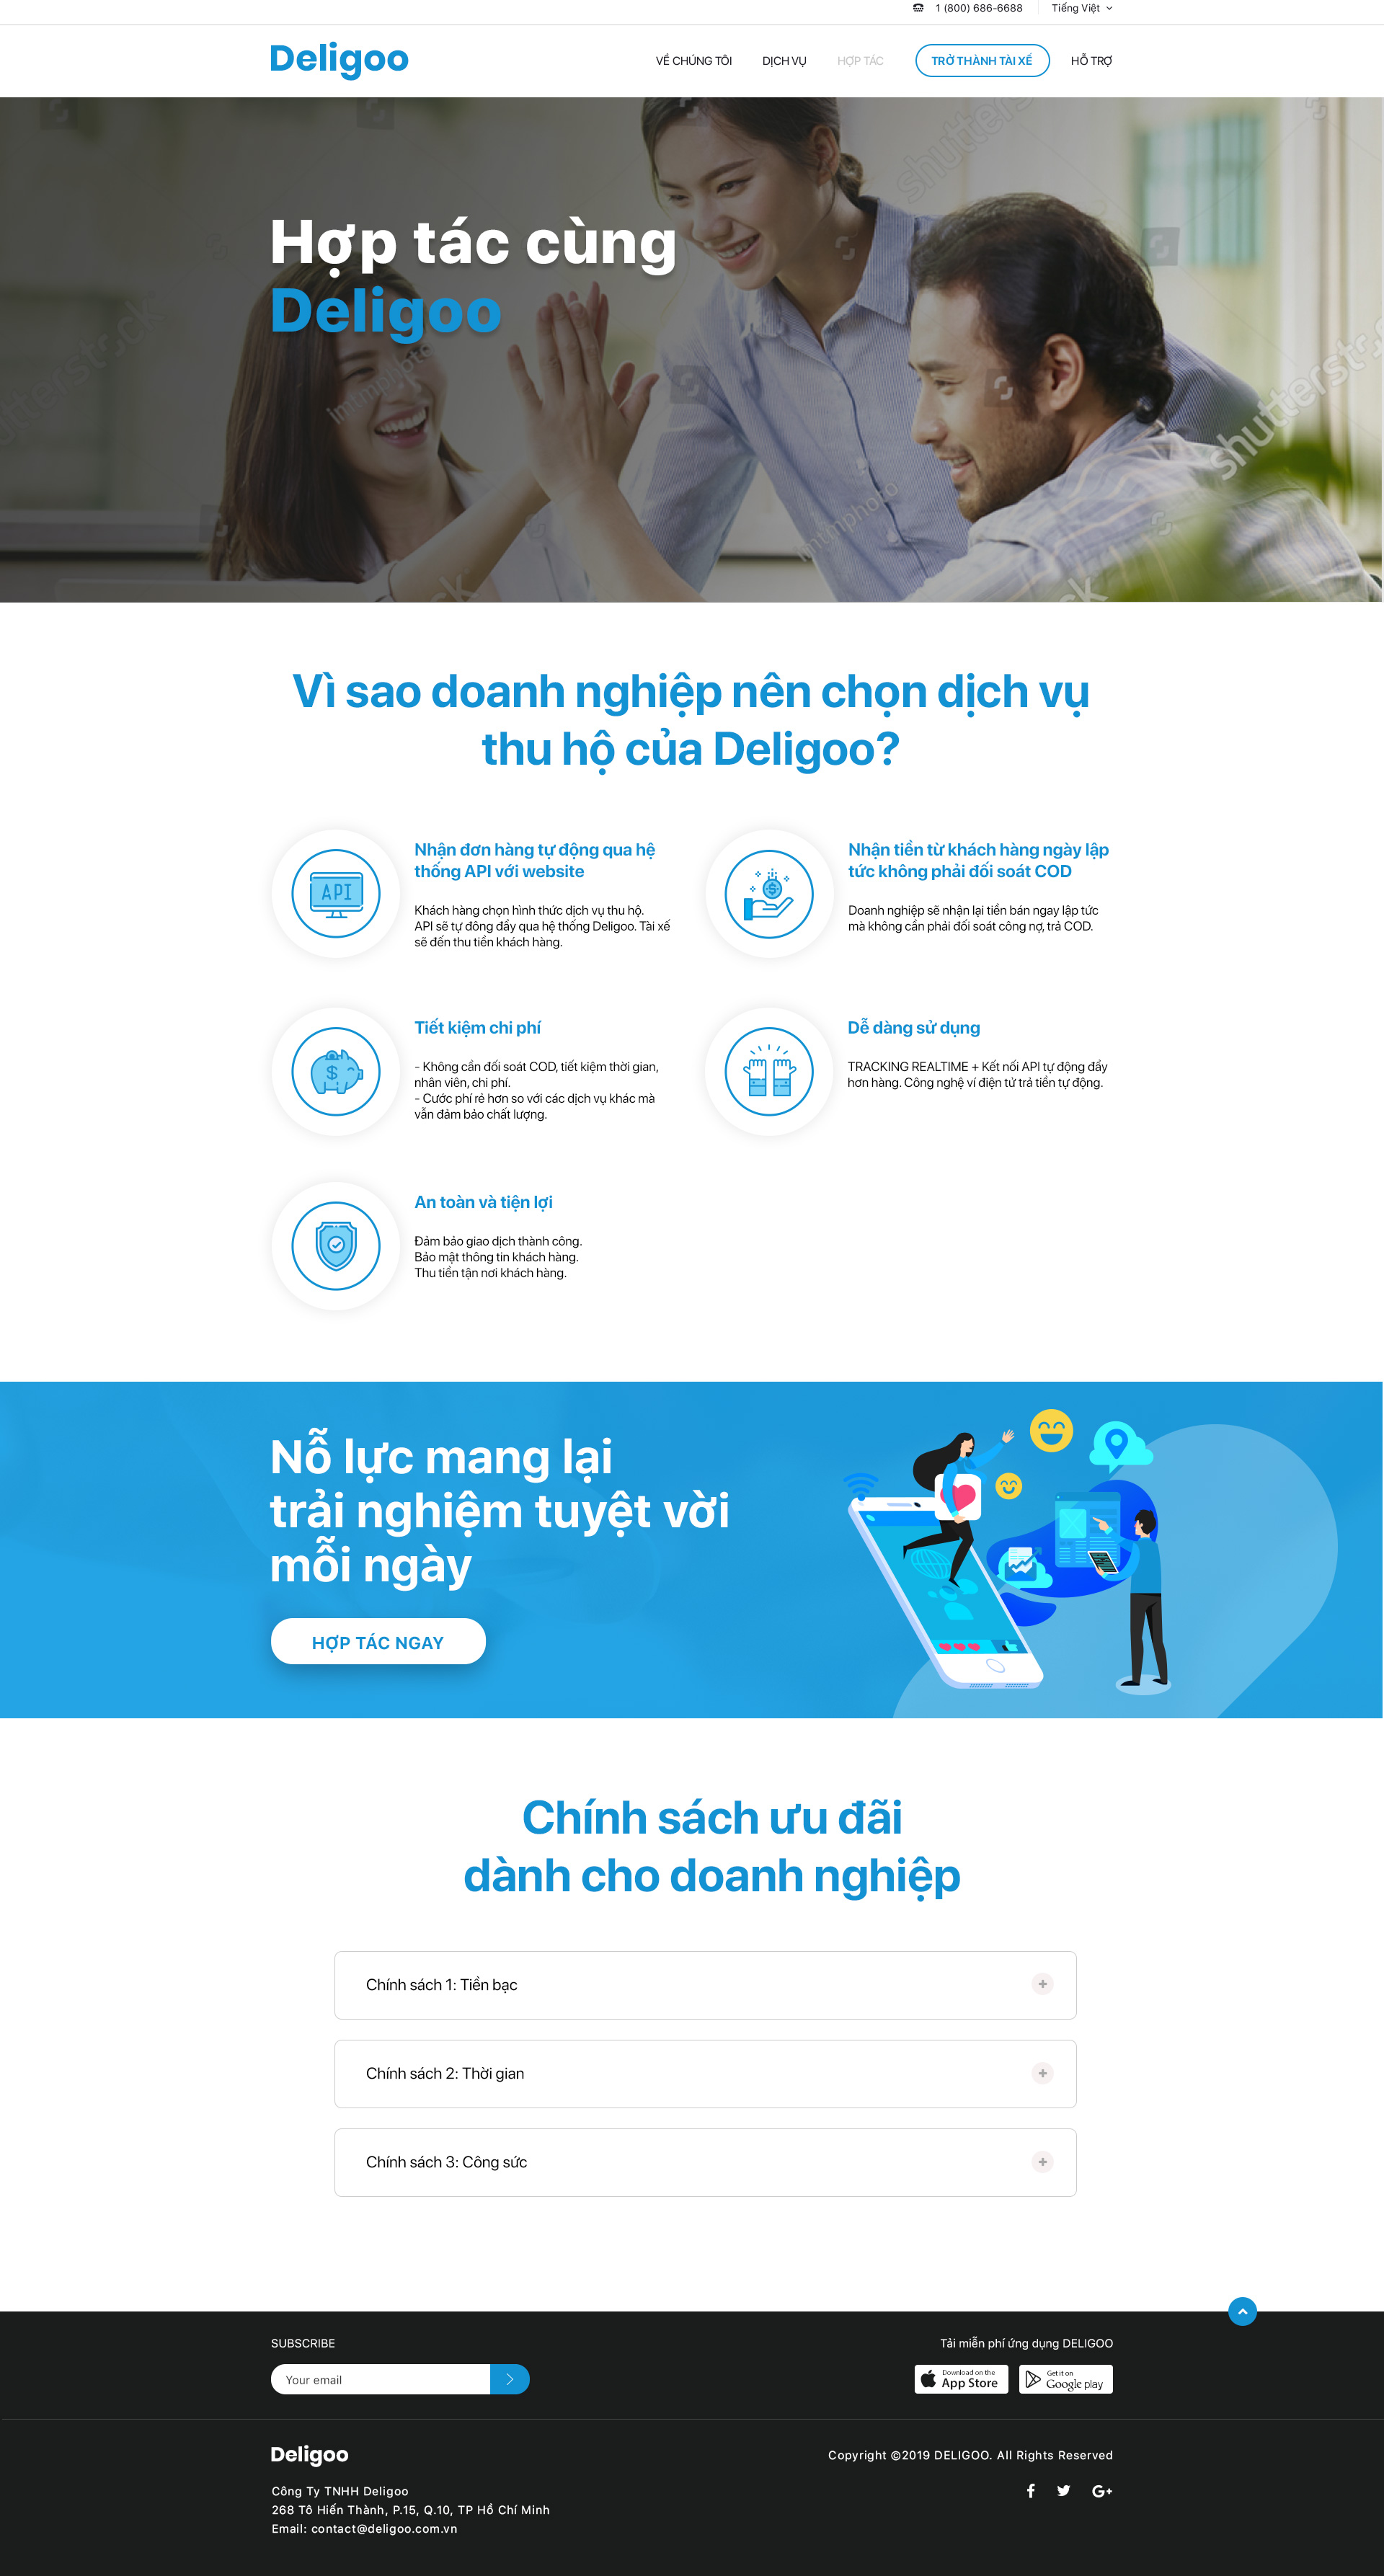 1 (800) 686-6688
Tiếng Việt
Deligoo
VỀ CHÚNG TÔI
DỊCH VỤ
HỢP TÁC
TRỞ THÀNH TÀI XẾ
HỖ TRỢ
Hợp tác cùng
Deligoo
shutterstock
imtmphoto
shutterstock
imtmphoto
Vì sao doanh nghiệp nên chọn dịch vụ
thu hộ của Deligoo?
API
Nhận đơn hàng tự động qua hệ
thống API với website
Khách hàng chọn hình thức dịch vụ thu hộ.
API sẽ tự đông đẩy qua hệ thống Deligoo. Tài xế
sẽ đến thu tiền khách hàng.
Nhận tiền từ khách hàng ngày lập
tức không phải đối soát COD
Doanh nghiệp sẽ nhận lại tiền bán ngay lập tức
mà không cần phải đối soát công nợ, trả COD.
Tiết kiệm chi phí
- Không cần đối soát COD, tiết kiệm thời gian,
nhân viên, chi phí.
- Cước phí rẻ hơn so với các dịch vụ khác mà
vẫn đảm bảo chất lượng.
Dễ dàng sử dụng
TRACKING REALTIME + Kết nối API tự động đẩy
hơn hàng. Công nghệ ví điện tử trả tiền tự động.
An toàn và tiện lợi
Đảm bảo giao dịch thành công.
Bảo mật thông tin khách hàng.
Thu tiền tận nơi khách hàng.
Nỗ lực mang lại
trải nghiệm tuyệt vời
mỗi ngày
HỢP TÁC NGAY
Chính sách ưu đãi
dành cho doanh nghiệp
Chính sách 1: Tiền bạc
Chính sách 2: Thời gian
Chính sách 3: Công sức
SUBSCRIBE
Your email
Tải miễn phí ứng dụng DELIGOO
Download on the
App Store
Get it on
Google play
Deligoo
Công Ty TNHH Deligoo
268 Tô Hiến Thành, P.15, Q.10, TP Hồ Chí Minh
Email: contact@deligoo.com.vn
Copyright ©2019 DELIGOO. All Rights Reserved